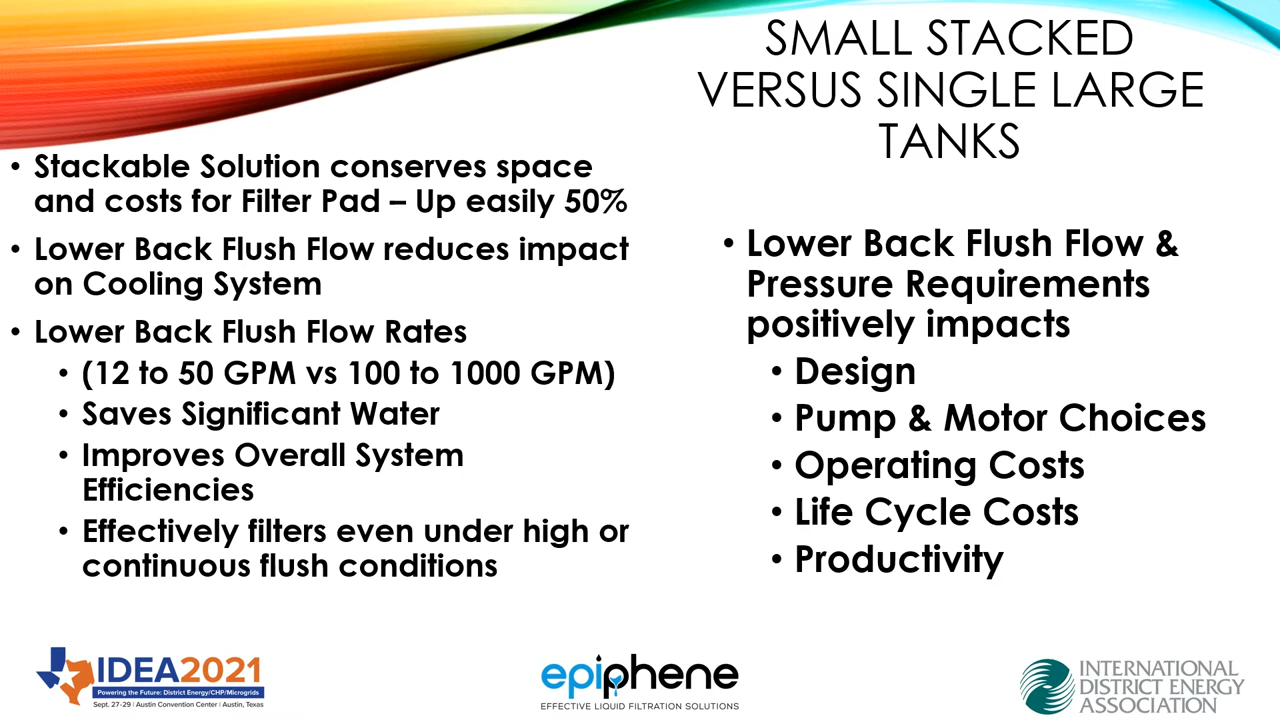 SMALL STACKED
VERSUS SINGLE LARGE
TANKS
• Stackable Solution conserves space
and costs for Filter Pad – Up easily 50%
• Lower Back Flush Flow reduces impact
on Cooling System
• Lower Back Flush Flow Rates
• (12 to 50 GPM vs 100 to 1000 GPM)
• Saves Significant Water
• Improves Overall System
Efficiencies
• Effectively filters even under high or
continuous flush conditions
• Lower Back Flush Flow &
Pressure Requirements
positively impacts
• Design
• Pump & Motor Choices
• Operating Costs
• Life Cycle Costs
• Productivity
IDEA2021
Powering the Future: District Energy/CHP/Microgrids
Sept. 27-29 | Austin Convention Center | Austin, Texas
epiphene
EFFECTIVE LIQUID FILTRATION SOLUTIONS
INTERNATIONAL
DISTRICT ENERGY
ASSOCIATION